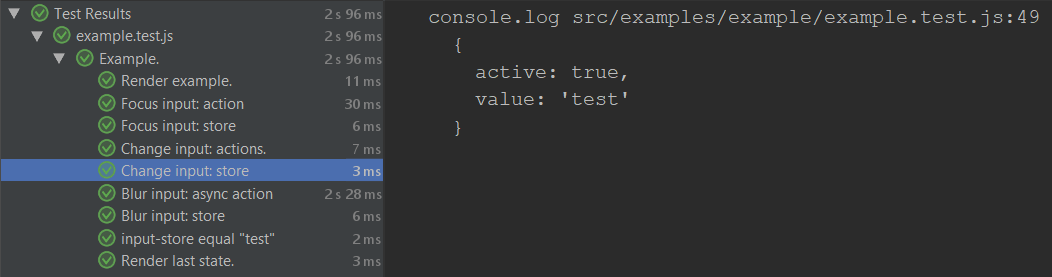 Test Results 2 s 96 ms
example.test.js 2 s 96 ms
Example. 2 s 96 ms
Render example. 11 ms
Focus input: action 30 ms
Focus input: store 6 ms
Change input: actions. 7 ms
Change input: store 3 ms
Blur input: async action 2 s 28 ms
Blur input: store 6 ms
input-store equal "test" 2 ms
Render last state. 3 ms
console.log src/examples/example/example.test.js:49
{
active: true,
value: 'test'
}